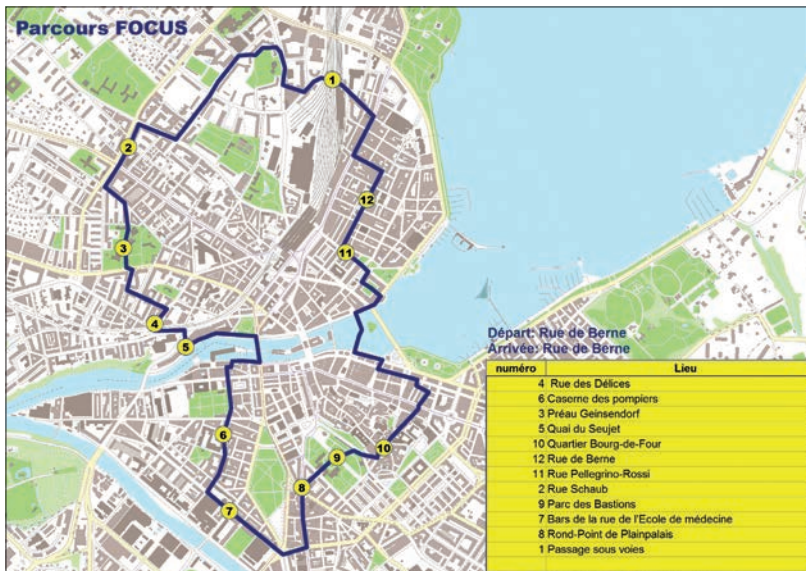 Parcours FOCUS
1
2
12
3
11
4
5
6
10
9
8
7
Départ: Rue de Berne
Arrivée: Rue de Berne
numéro Lieu
4 Rue des Délices
6 Caserne des pompiers
3 Préau Geinsendorf
5 Quai du Seujet
10 Quartier Bourg-de-Four
12 Rue de Berne
11 Rue Pellegrino-Rossi
2 Rue Schaub
9 Parc des Bastions
7 Bars de la rue de l'Ecole de médecine
8 Rond-Point de Plainpalais
1 Passage sous voies